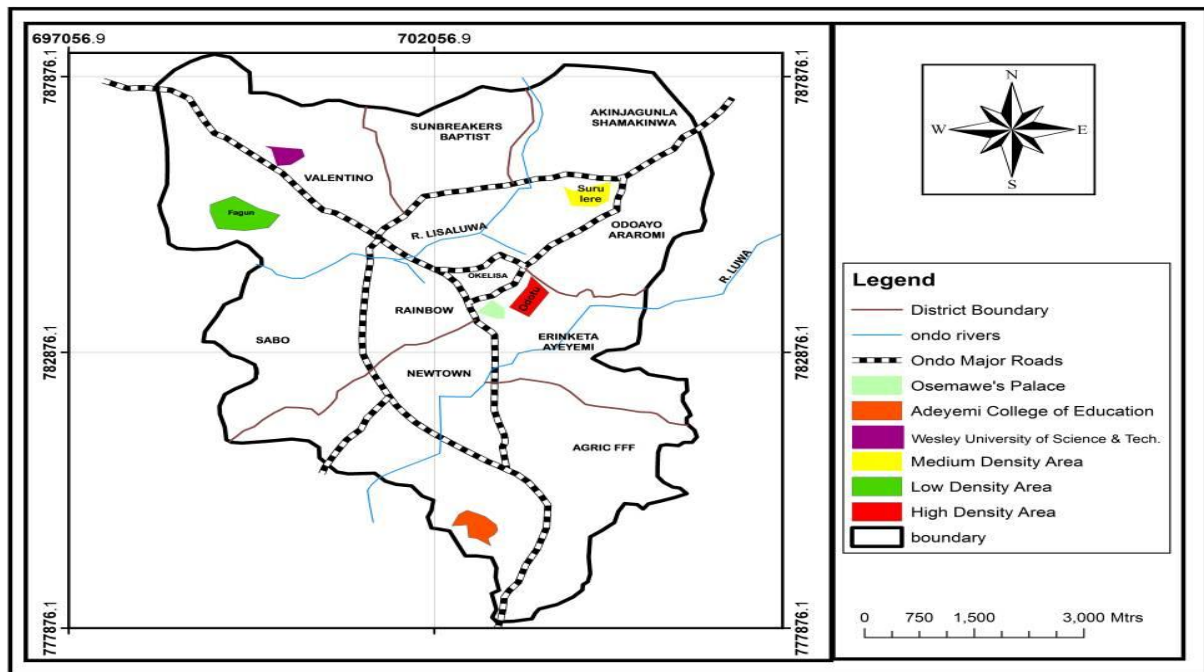 697056.9
702056.9
787876.1
787876.1
SUNBREAKERS
BAPTIST
AKINJAGUNLA
SHAMAKINWA
VALENTINO
Suru
lere
Fagun
R. LISALUWA
ODOAYO
ARAROMI
R. LUWA
OKELISA
Odotu
RAINBOW
SABO
ERINKETA
AYEYEMI
782876.1
782876.1
NEWTOWN
AGRIC FFF
777876.1
777876.1
N
W
E
S
Legend
District Boundary
ondo rivers
Ondo Major Roads
Osemawe's Palace
Adeyemi College of Education
Wesley University of Science & Tech.
Medium Density Area
Low Density Area
High Density Area
boundary
0 750 1,500 3,000 Mtrs